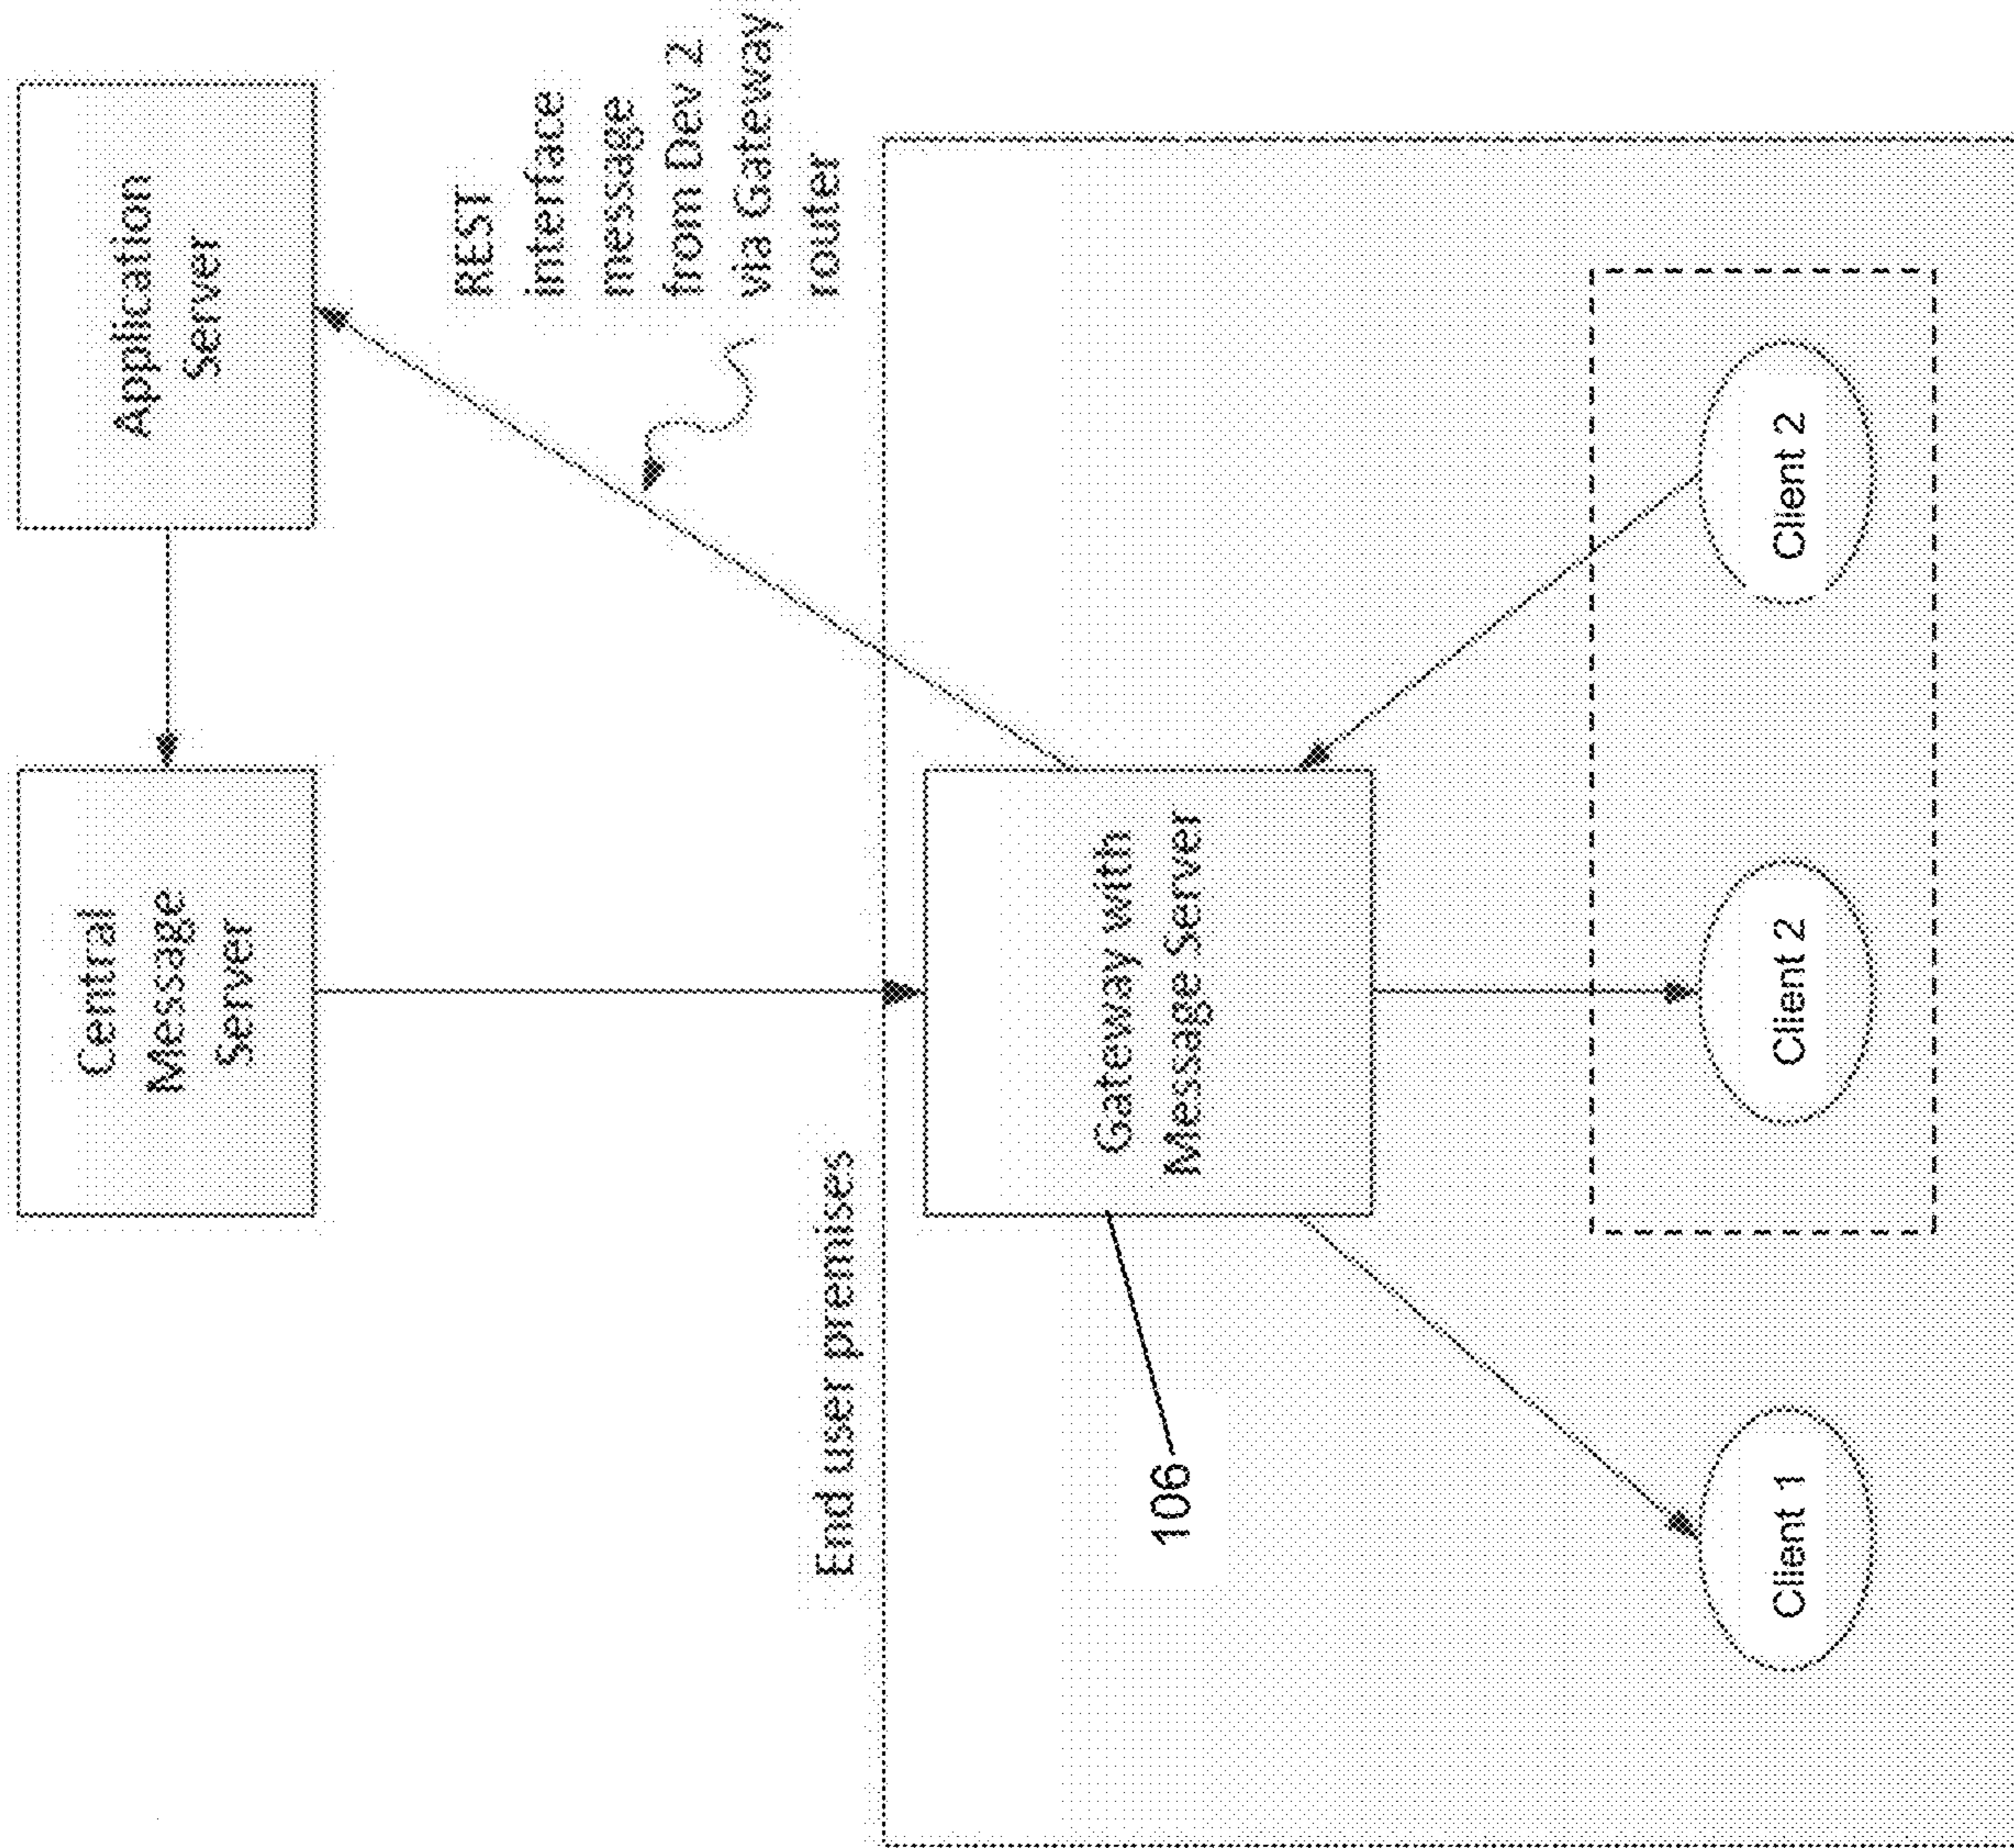 Central
Message
Server
Application
Server
REST
interface
message
from Dev 2
via Gateway
router
End user premises
Gateway with
Message Server
106
Client 1
Client 2
Client 2